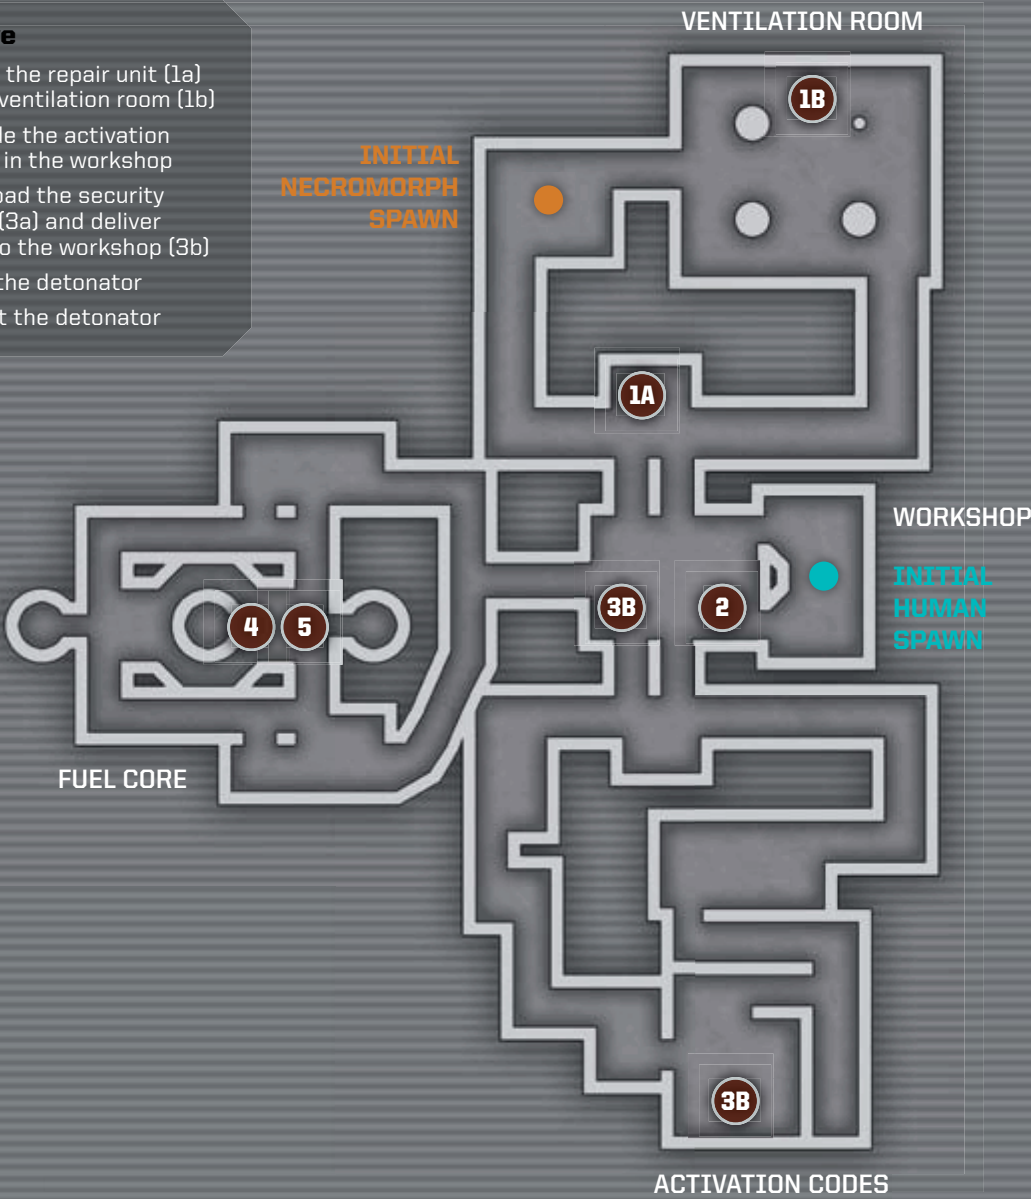 e
the repair unit (1a)
ventilation room (1b)
le the activation
in the workshop
oad the security
(3a) and deliver
o the workshop (3b)
the detonator
t the detonator
VENTILATION ROOM
1B
INITIAL
NECROMORPH
SPAWN
1A
WORKSHOP
INITIAL
HUMAN
SPAWN
3B
2
4
5
FUEL CORE
3B
ACTIVATION CODES